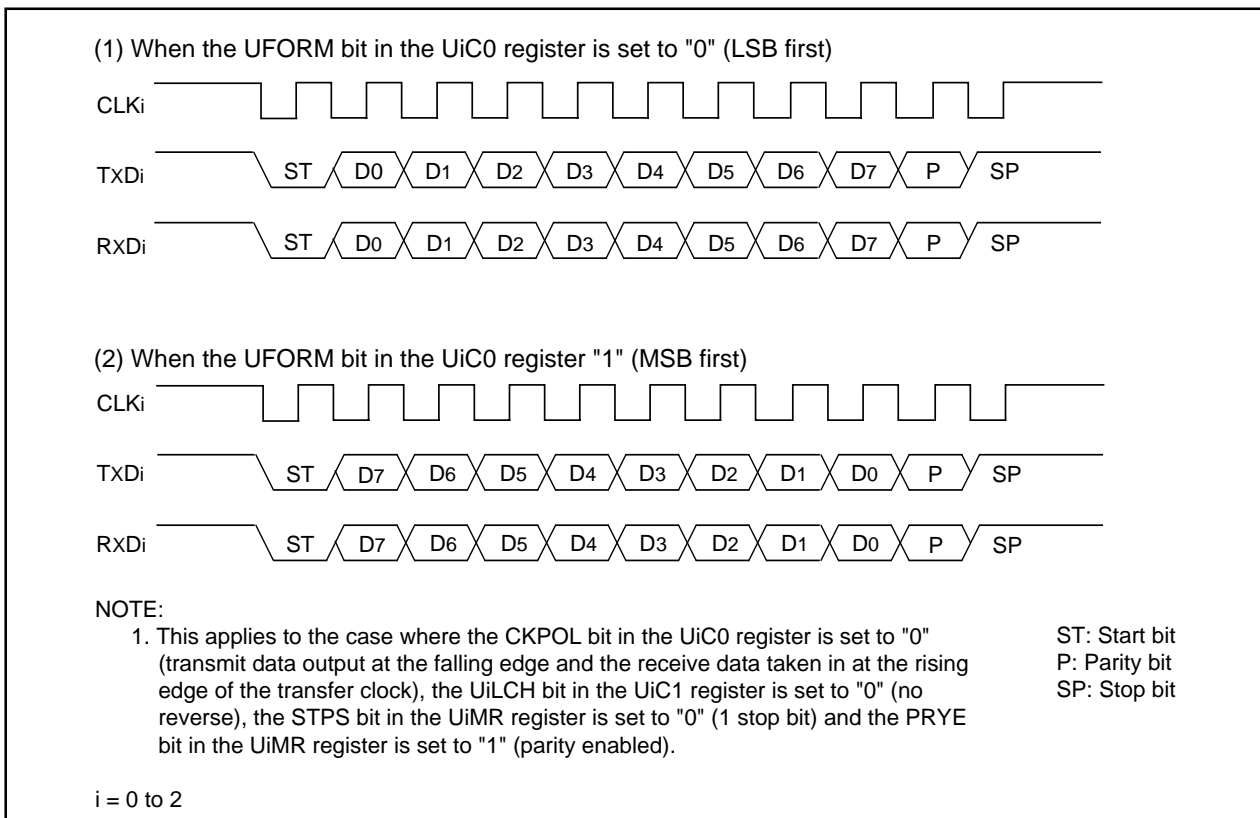 (1) When the UFORM bit in the UiC0 register is set to "0" (LSB first)
CLKi
TXDi ST D0 D1 D2 D3 D4 D5 D6 D7 P SP
RXDi ST D0 D1 D2 D3 D4 D5 D6 D7 P SP
(2) When the UFORM bit in the UiC0 register "1" (MSB first)
CLKi
TXDi ST D7 D6 D5 D4 D3 D2 D1 D0 P SP
RXDi ST D7 D6 D5 D4 D3 D2 D1 D0 P SP
NOTE:
1. This applies to the case where the CKPOL bit in the UiC0 register is set to "0"
(transmit data output at the falling edge and the receive data taken in at the rising
edge of the transfer clock), the UiLCH bit in the UiC1 register is set to "0" (no
reverse), the STPS bit in the UiMR register is set to "0" (1 stop bit) and the PRYE
bit in the UiMR register is set to "1" (parity enabled).
ST: Start bit
P: Parity bit
SP: Stop bit
i = 0 to 2